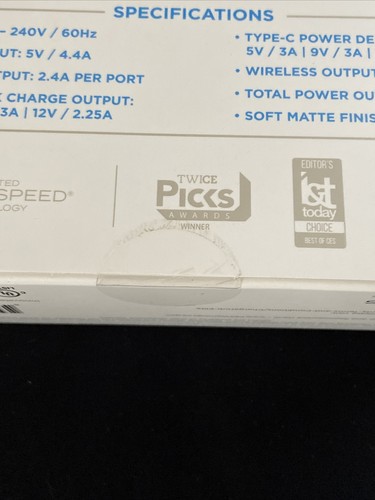 SPECIFICATIONS
– 240V / 60Hz
UT: 5V / 4.4A
TPUT: 2.4A PER PORT
CHARGE OUTPUT:
3A | 12V / 2.25A
• TYPE-C POWER DE
5V / 3A | 9V / 3A |
• WIRELESS OUTPUT
• TOTAL POWER OU
• SOFT MATTE FINIS
TED
SPEED®
LOGY
TWICE
Picks
AWARDS
WINNER
EDITOR'S
i&t
today
CHOICE
BEST OF CES